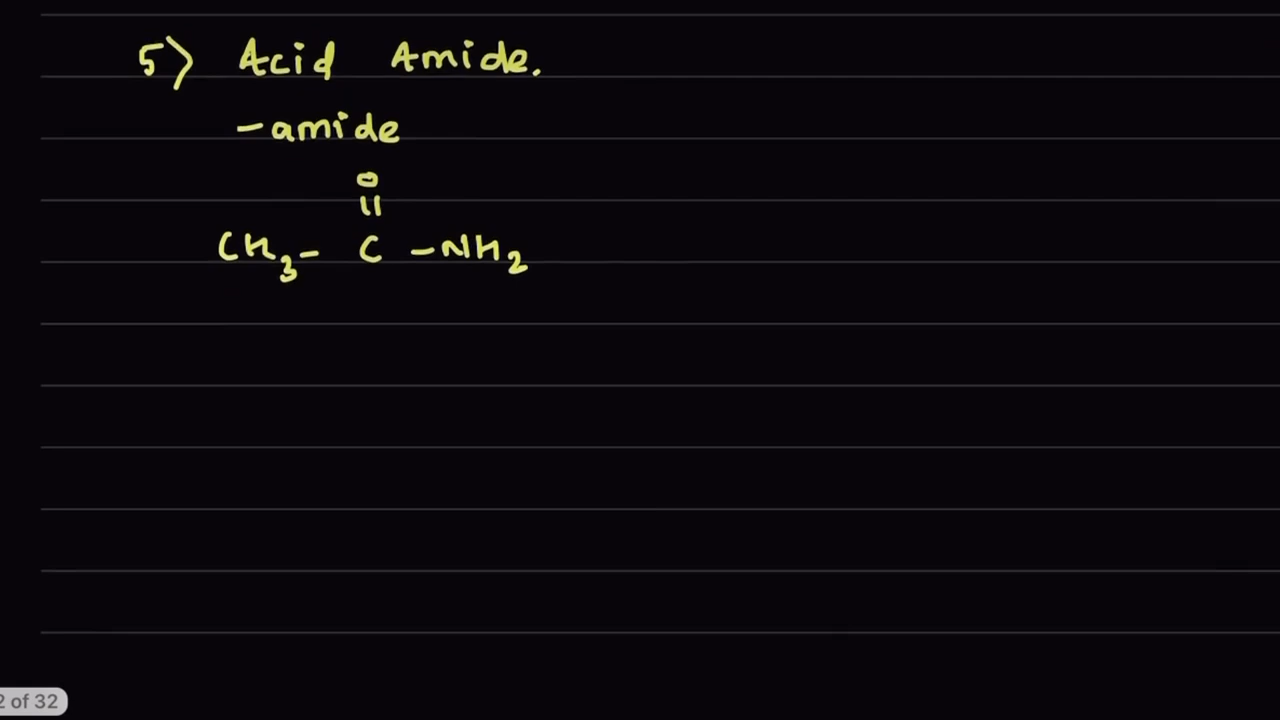 5) Acid Amide.
-amide
O
||
CH3- C -NH2
2 of 32